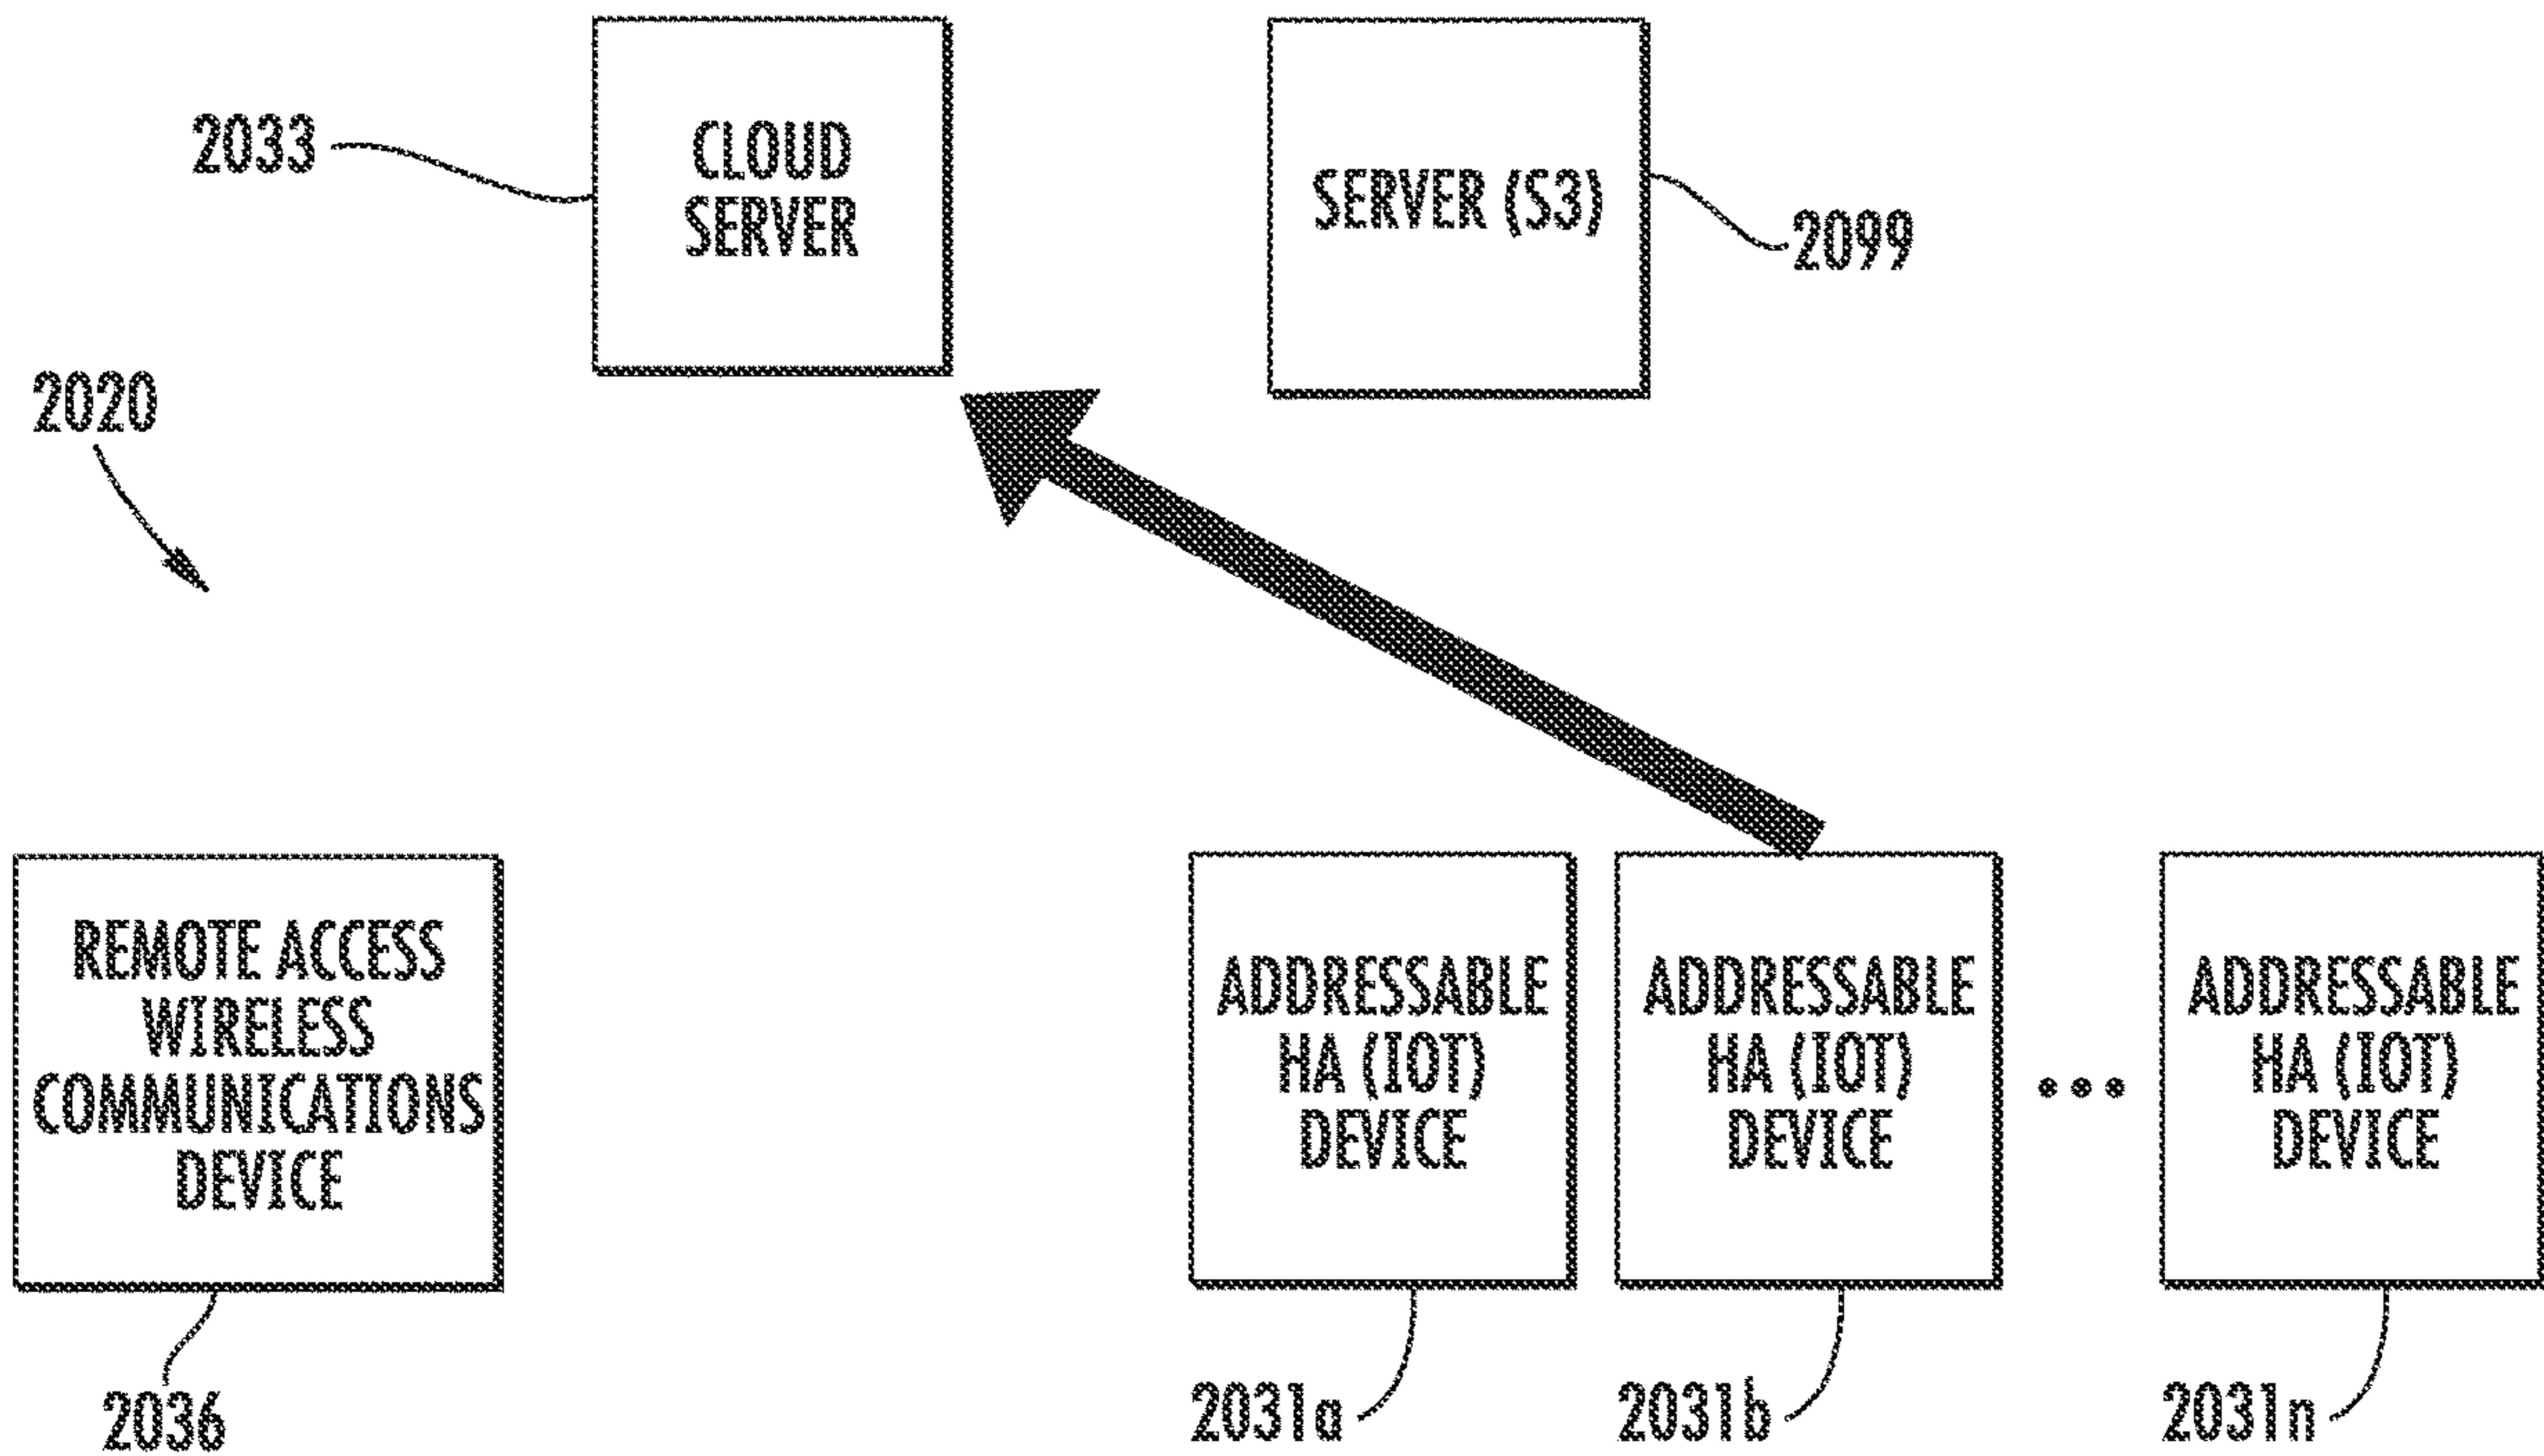 2033
CLOUD
SERVER
SERVER (S3)
2099
2020
REMOTE ACCESS
WIRELESS
COMMUNICATIONS
DEVICE
ADDRESSABLE
HA (IOT)
DEVICE
ADDRESSABLE
HA (IOT)
DEVICE
ADDRESSABLE
HA (IOT)
DEVICE
2036
2031a
2031b
2031n